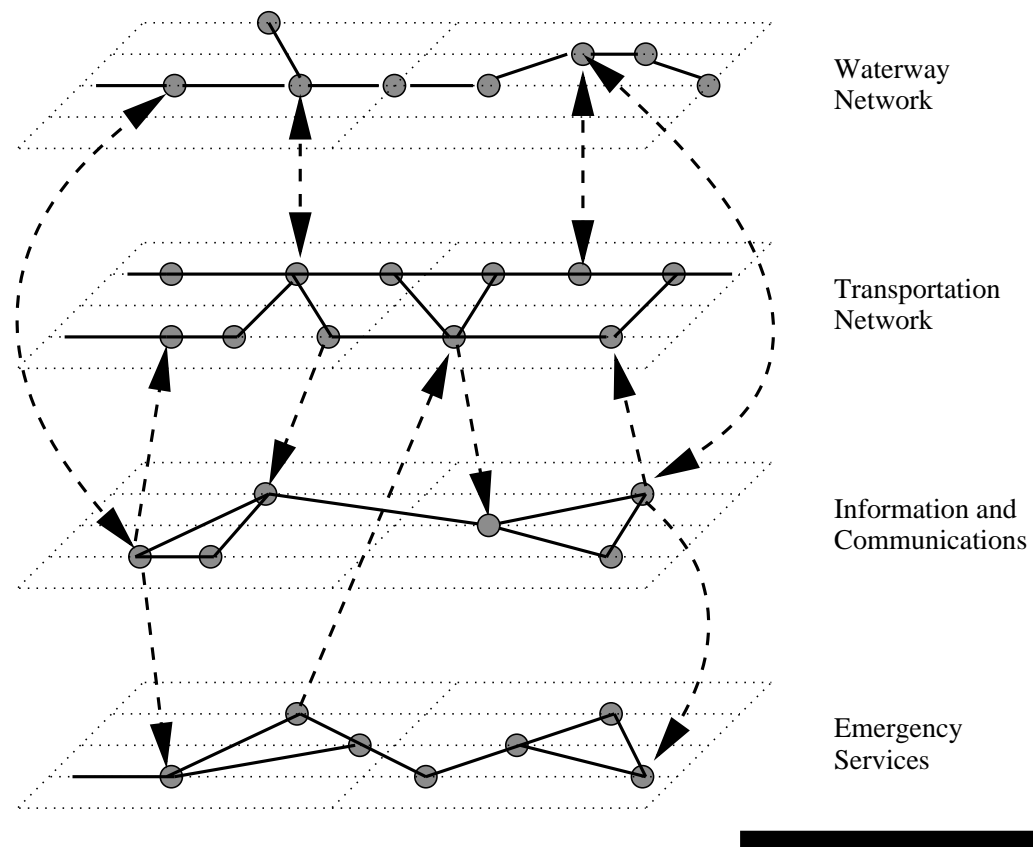 Waterway
Network
Transportation
Network
Information and
Communications
Emergency
Services